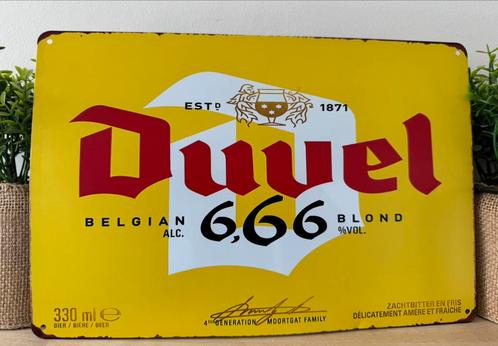 ESTD 1871
Duvel
BELGIAN 6,66 BLOND
ALC. %VOL.
330 ml e
BIER / BIÈRE / BEER
4DE GENERATION MOORTGAT FAMILY
ZACHTBITTER EN FRIS
DÉLICATEMENT AMÈRE ET FRAÎCHE